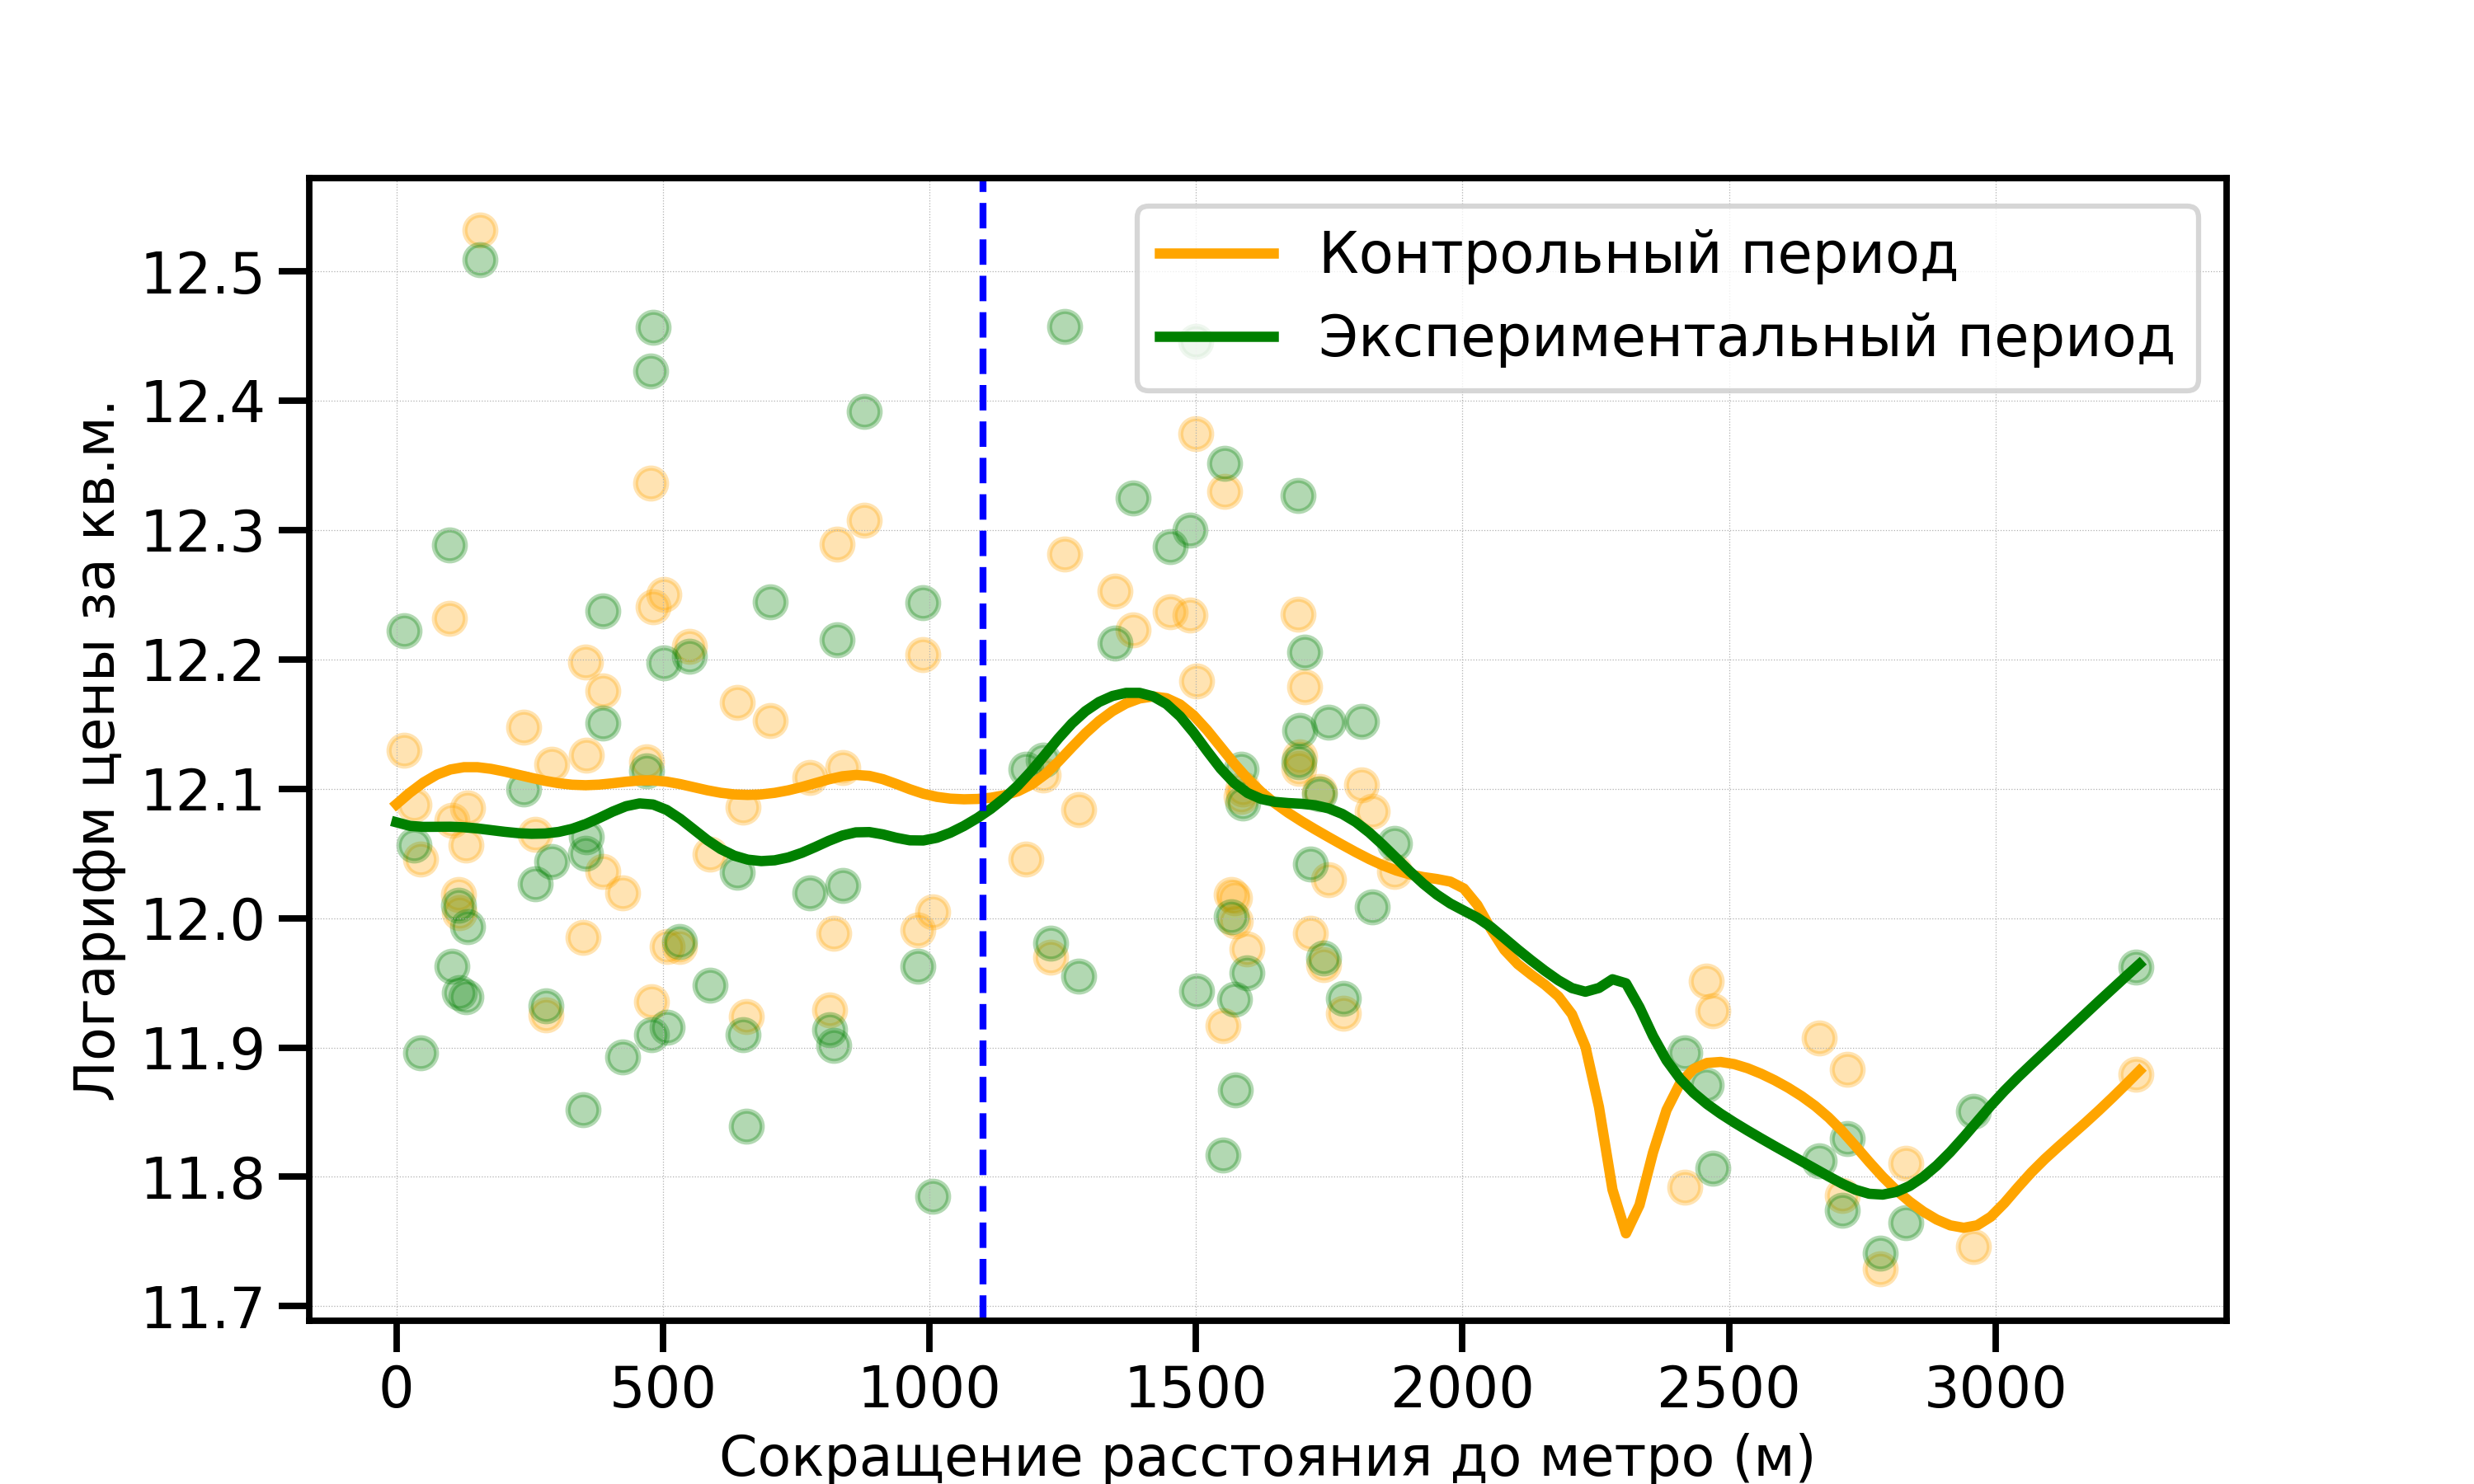 Контрольный период
Экспериментальный период
Логарифм цены за кв.м.
12.5
12.4
12.3
12.2
12.1
12.0
11.9
11.8
11.7
0 500 1000 1500 2000 2500 3000
Сокращение расстояния до метро (м)